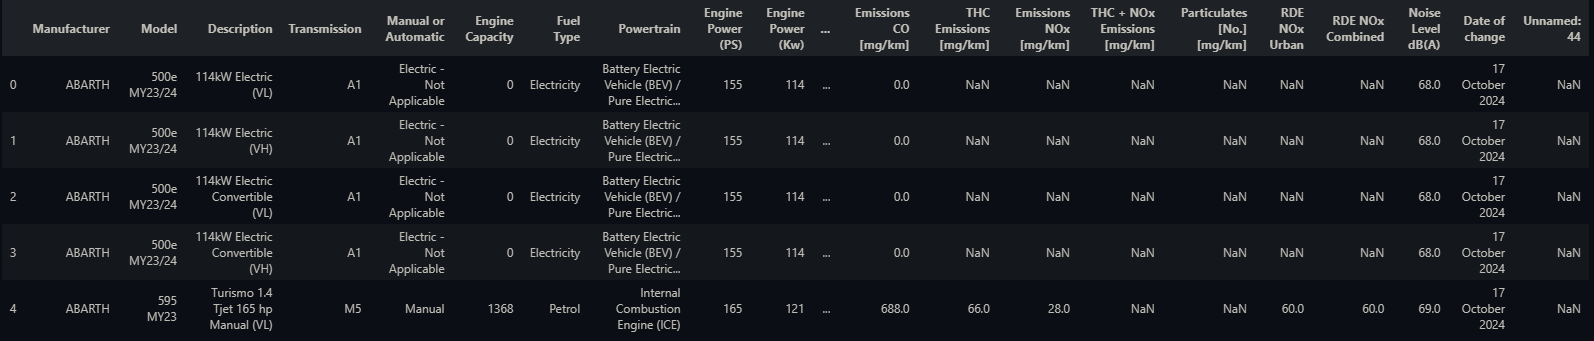 Manufacturer Model Description Transmission Manual or Automatic Engine Capacity Fuel Type Powertrain Engine Power (PS) Engine Power (Kw) ... Emissions CO [mg/km] THC Emissions [mg/km] Emissions NOx [mg/km] THC + NOx Emissions [mg/km] Particulates [No.] [mg/km] RDE NOx Urban RDE NOx Combined Noise Level dB(A) Date of change Unnamed: 44
0 ABARTH 500e MY23/24 114kW Electric (VL) A1 Electric - Not Applicable 0 Electricity Battery Electric Vehicle (BEV) / Pure Electric... 155 114 ... 0.0 NaN NaN NaN NaN NaN NaN 68.0 17 October 2024 NaN
1 ABARTH 500e MY23/24 114kW Electric (VH) A1 Electric - Not Applicable 0 Electricity Battery Electric Vehicle (BEV) / Pure Electric... 155 114 ... 0.0 NaN NaN NaN NaN NaN NaN 68.0 17 October 2024 NaN
2 ABARTH 500e MY23/24 114kW Electric Convertible (VL) A1 Electric - Not Applicable 0 Electricity Battery Electric Vehicle (BEV) / Pure Electric... 155 114 ... 0.0 NaN NaN NaN NaN NaN NaN 68.0 17 October 2024 NaN
3 ABARTH 500e MY23/24 114kW Electric Convertible (VH) A1 Electric - Not Applicable 0 Electricity Battery Electric Vehicle (BEV) / Pure Electric... 155 114 ... 0.0 NaN NaN NaN NaN NaN NaN 68.0 17 October 2024 NaN
4 ABARTH 595 MY23 Turismo 1.4 Tjet 165 hp Manual (VL) M5 Manual 1368 Petrol Internal Combustion Engine (ICE) 165 121 ... 688.0 66.0 28.0 NaN NaN 60.0 60.0 69.0 17 October 2024 NaN